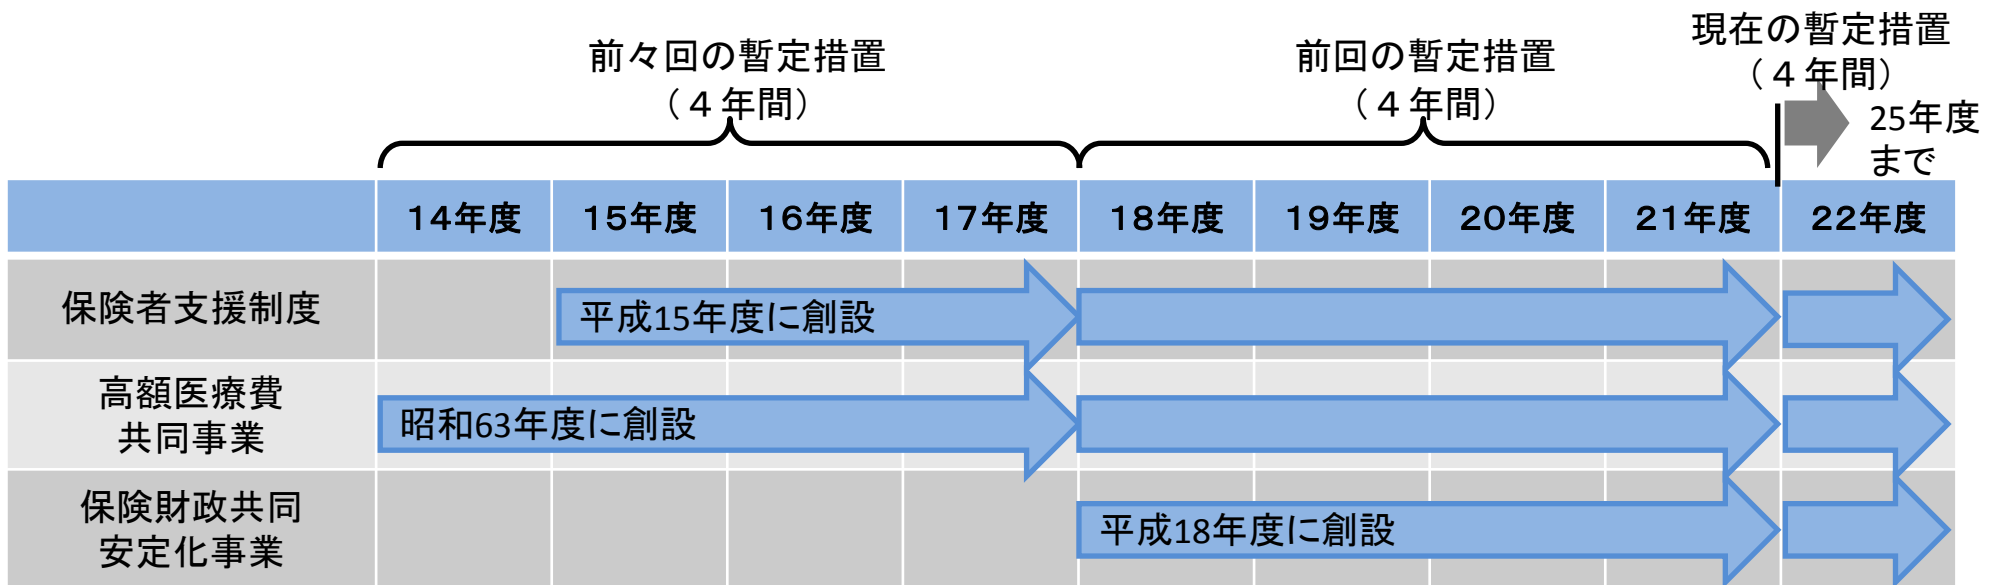 前々回の暫定措置
（４年間）
前回の暫定措置
（４年間）
現在の暫定措置
（４年間）
25年度
まで
14年度
15年度
16年度
17年度
18年度
19年度
20年度
21年度
22年度
保険者支援制度
平成15年度に創設
高額医療費
共同事業
昭和63年度に創設
保険財政共同
安定化事業
平成18年度に創設